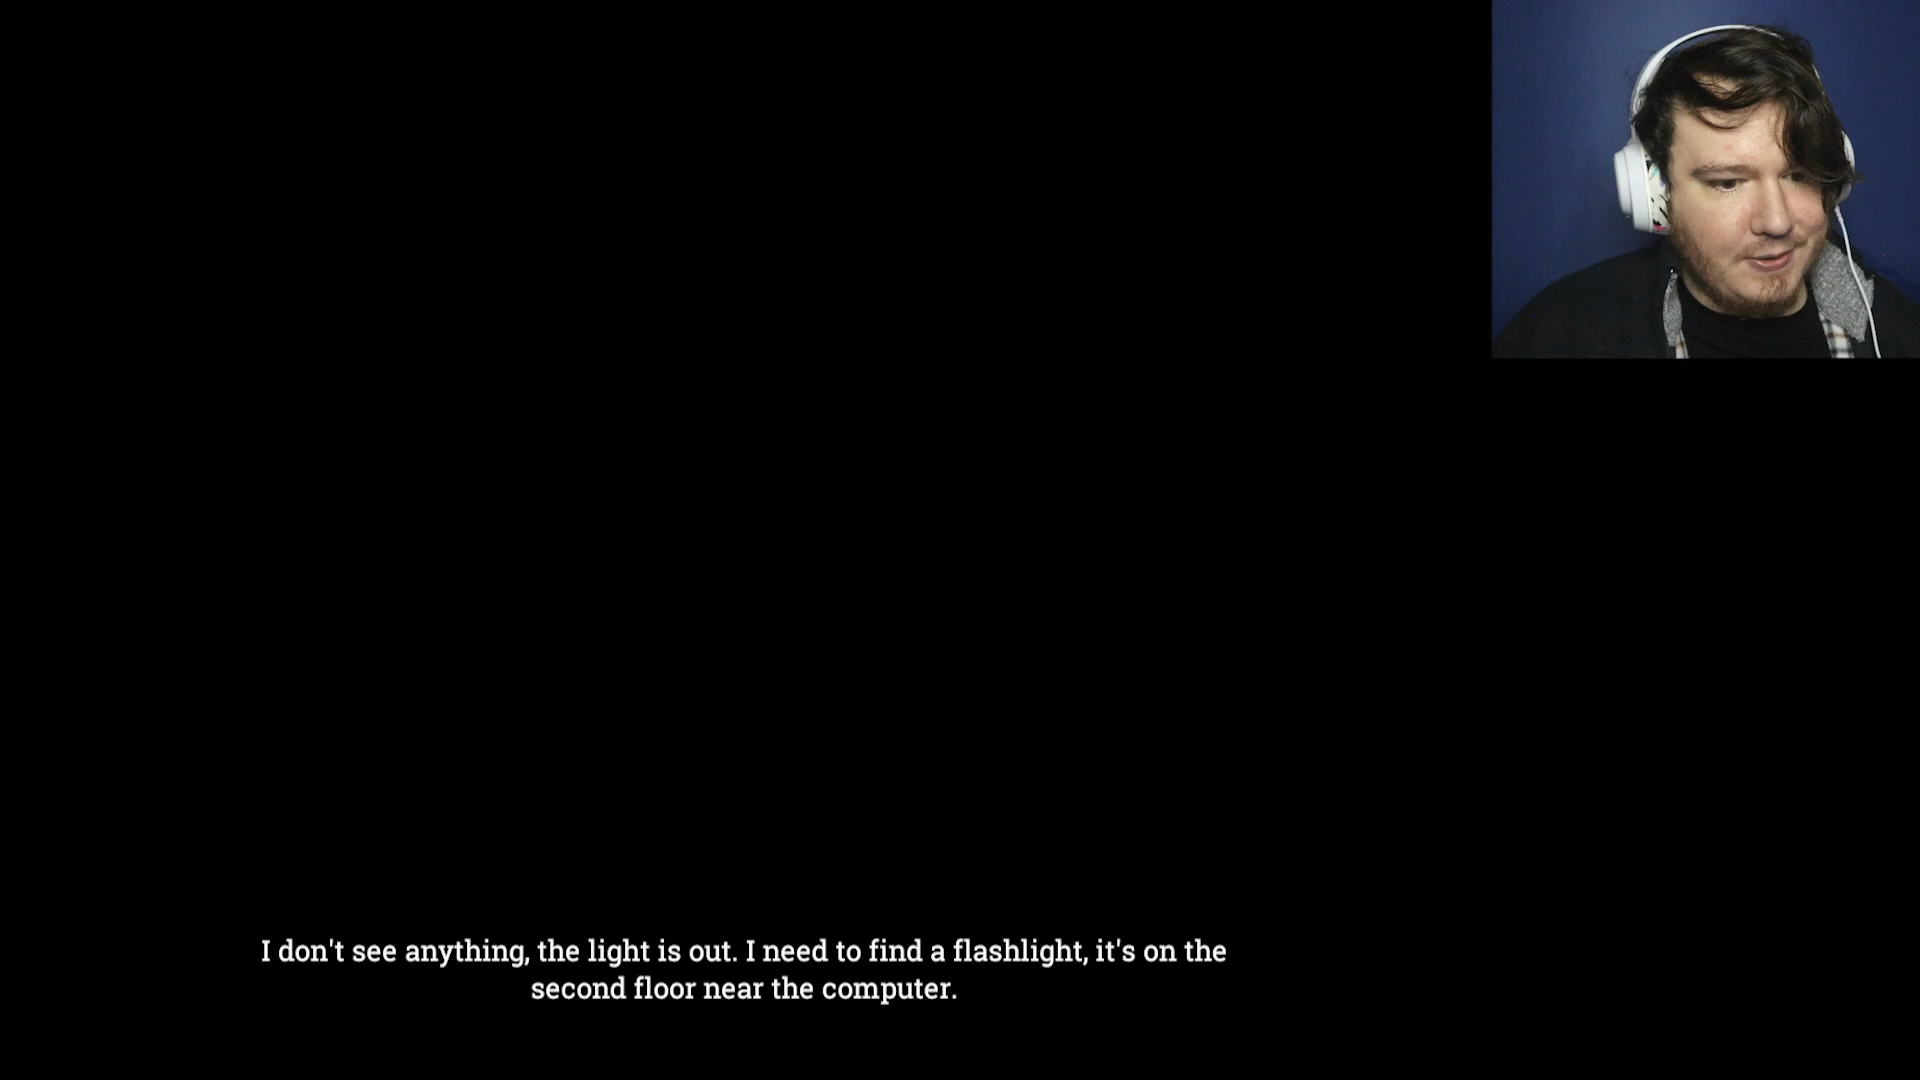 I don't see anything, the light is out. I need to find a flashlight, it's on the
second floor near the computer.